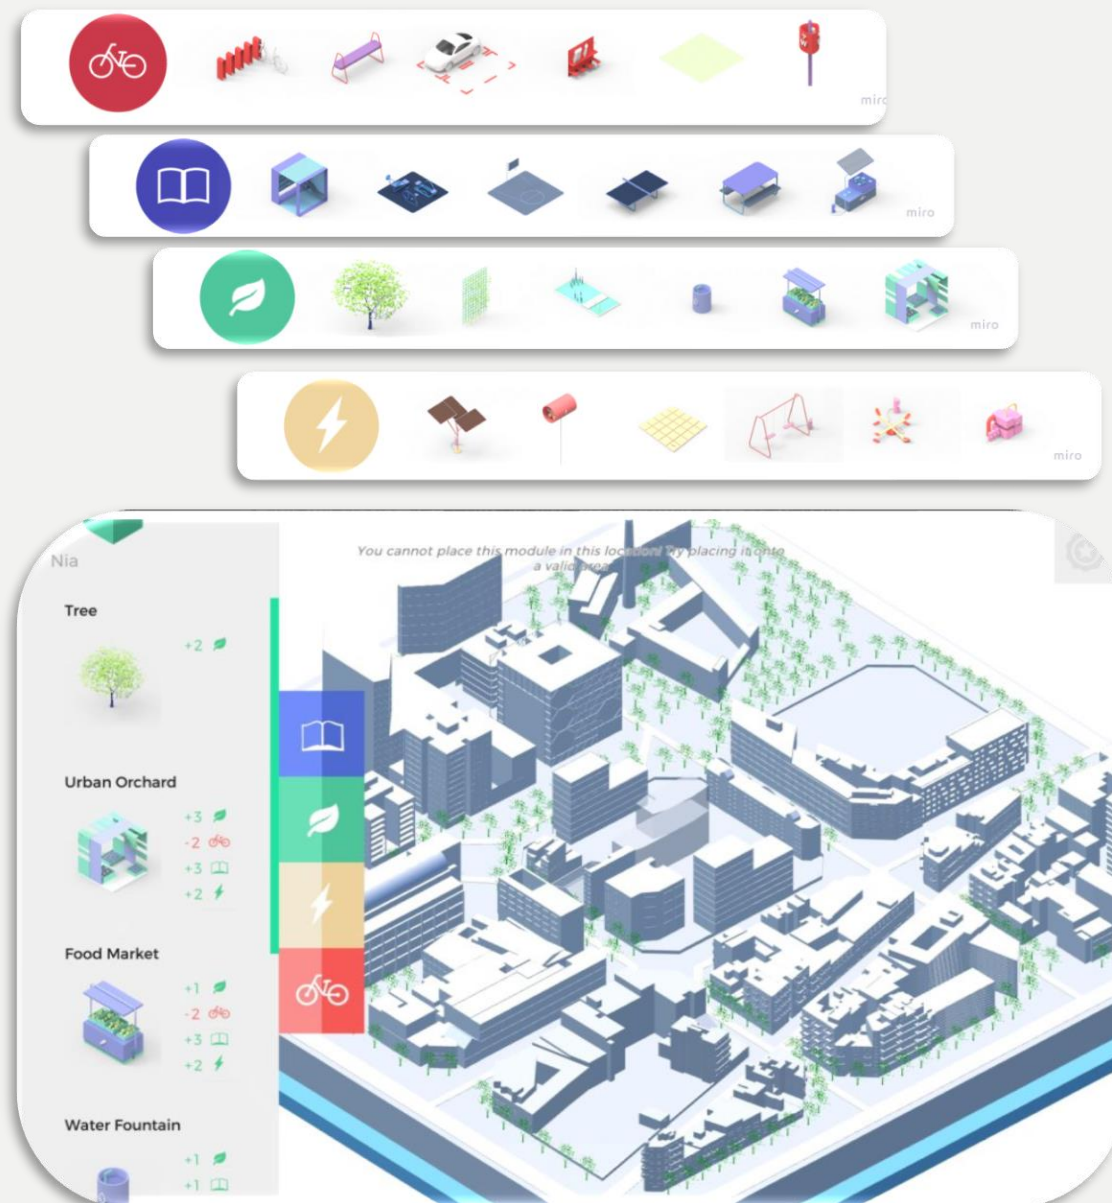 miro
miro
miro
miro
Nia
You cannot place this module in this location! Try placing it onto
a valid area
Tree
+2
Urban Orchard
+3
-2
+3
+2
Food Market
+1
-2
+3
+2
Water Fountain
+1
+1